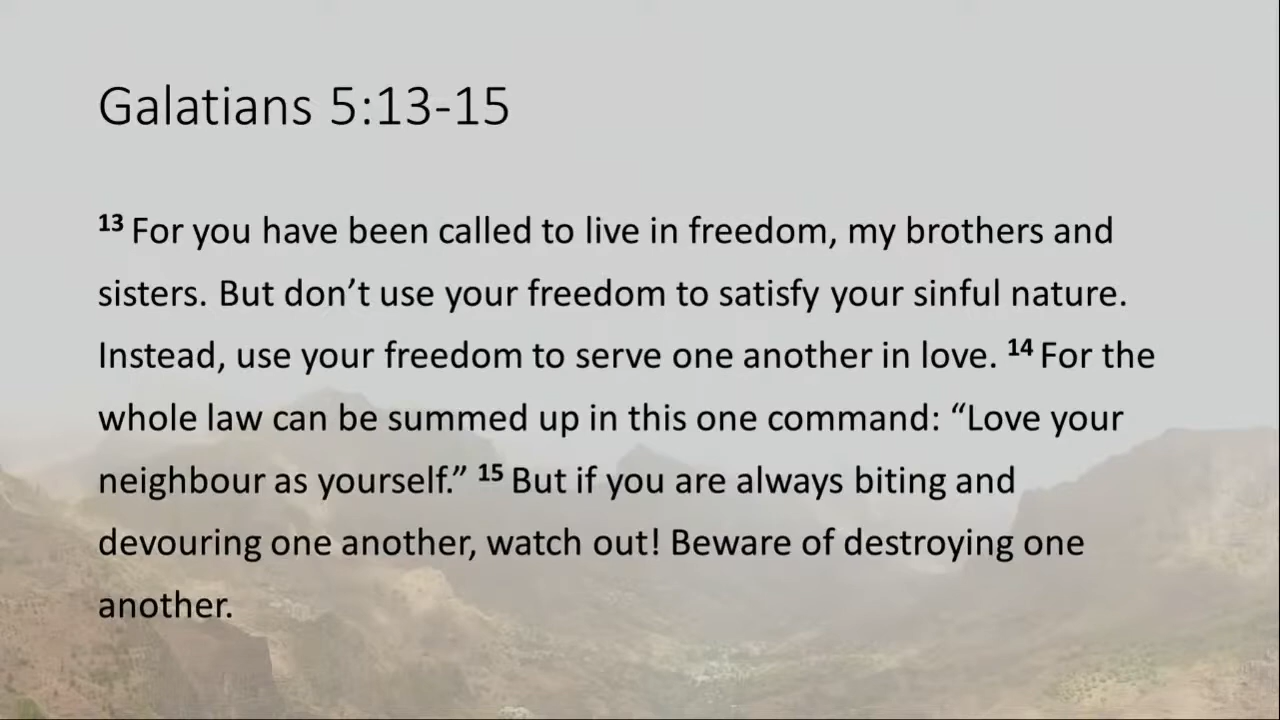 Galatians 5:13-15
13 For you have been called to live in freedom, my brothers and
sisters. But don’t use your freedom to satisfy your sinful nature.
Instead, use your freedom to serve one another in love. 14 For the
whole law can be summed up in this one command: “Love your
neighbour as yourself.” 15 But if you are always biting and
devouring one another, watch out! Beware of destroying one
another.